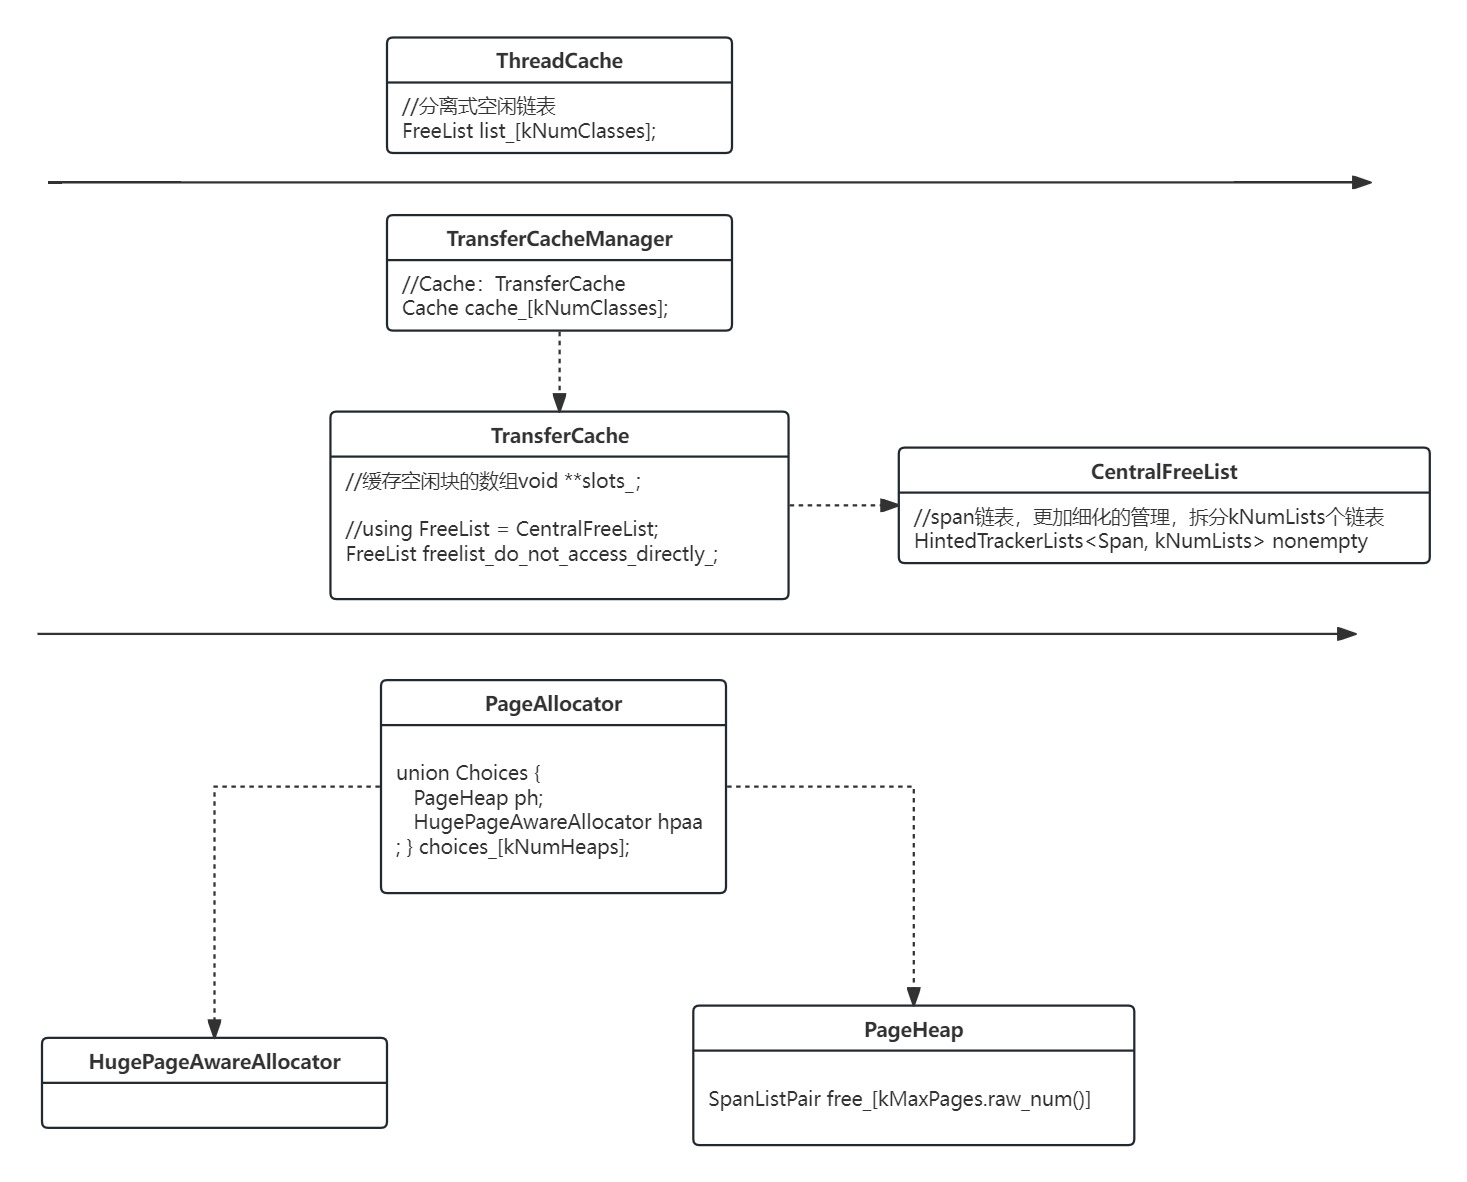 ThreadCache
//分离式空闲链表
FreeList list_[kNumClasses];
TransferCacheManager
//Cache：TransferCache
Cache cache_[kNumClasses];
TransferCache
//缓存空闲块的数组void **slots_;
//using FreeList = CentralFreeList;
FreeList freelist_do_not_access_directly_;
CentralFreeList
//span链表，更加细化的管理，拆分kNumLists个链表
HintedTrackerLists<Span, kNumLists> nonempty
PageAllocator
union Choices {
PageHeap ph;
HugePageAwareAllocator hpaa
; } choices_[kNumHeaps];
HugePageAwareAllocator
PageHeap
SpanListPair free_[kMaxPages.raw_num()]